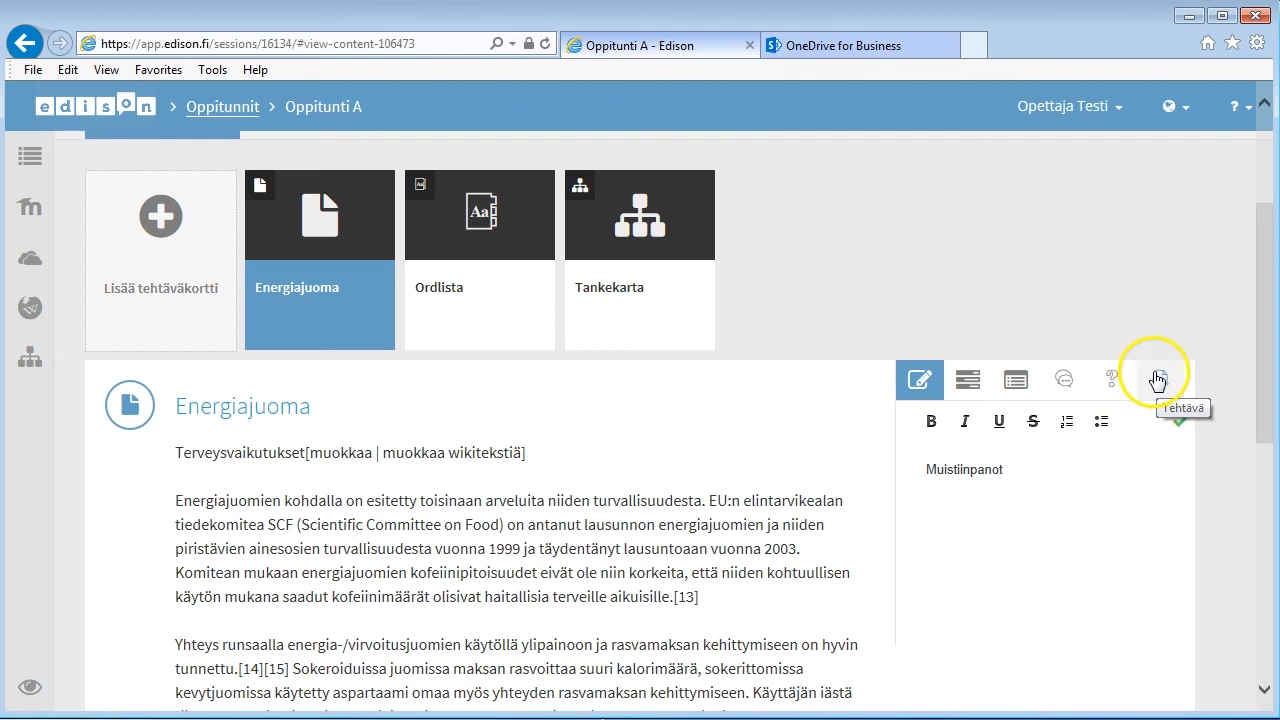 https://app.edison.fi/sessions/16134/#view-content-106473
Oppitunti A - Edison
OneDrive for Business
File Edit View Favorites Tools Help
edison > Oppitunnit > Oppitunti A
Opettaja Testi
?
Lisää tehtäväkortti
Energiajuoma
Aa
Ordlista
Tankekarta
Energiajuoma
Tehtävä
B I U S
Terveysvaikutukset[muokkaa | muokkaa wikitekstiä]
Muistiinpanot
Energiajuomien kohdalla on esitetty toisinaan arveluita niiden turvallisuudesta. EU:n elintarvikealan
tiedekomitea SCF (Scientific Committee on Food) on antanut lausunnon energiajuomien ja niiden
piristävien ainesosien turvallisuudesta vuonna 1999 ja täydentänyt lausuntoaan vuonna 2003.
Komitean mukaan energiajuomien kofeiinipitoisuudet eivät ole niin korkeita, että niiden kohtuullisen
käytön mukana saadut kofeiinimäärät olisivat haitallisia terveille aikuisille.[13]
Yhteys runsaalla energia-/virvoitusjuomien käytöllä ylipainoon ja rasvamaksan kehittymiseen on hyvin
tunnettu.[14][15] Sokeroiduissa juomissa maksan rasvoittaa suuri kalorimäärä, sokerittomissa
kevytjuomissa käytetty aspartaami omaa myös yhteyden rasvamaksan kehittymiseen. Käyttäjän iästä